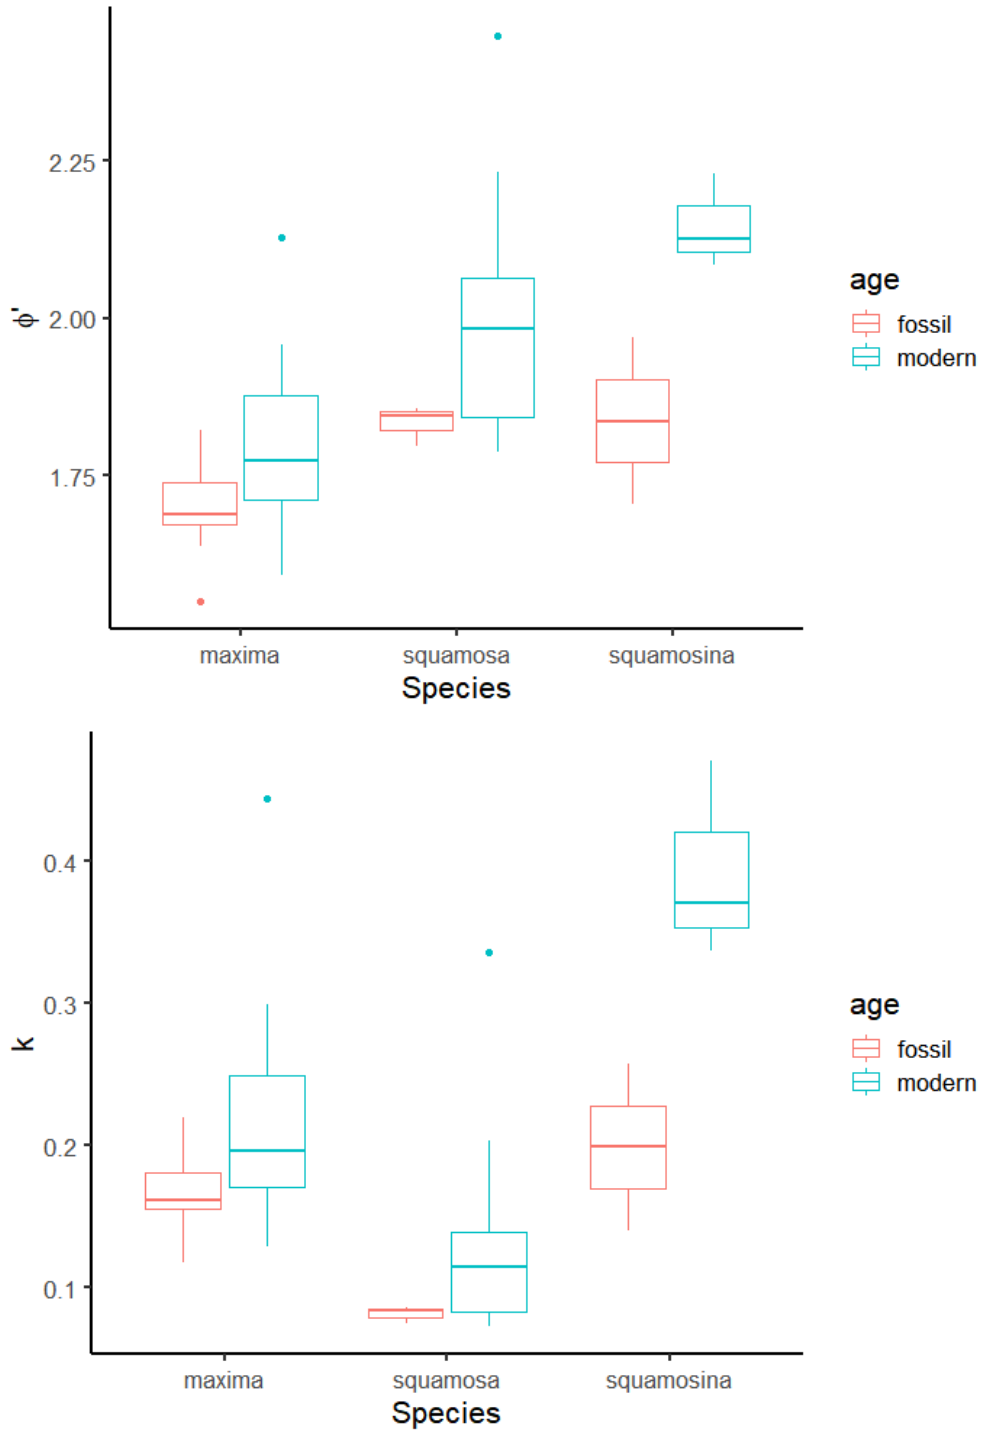 ϕ'
2.25
2.00
1.75
maxima squamosa squamosina
Species
age
fossil
modern
k
0.4
0.3
0.2
0.1
maxima squamosa squamosina
Species
age
fossil
modern